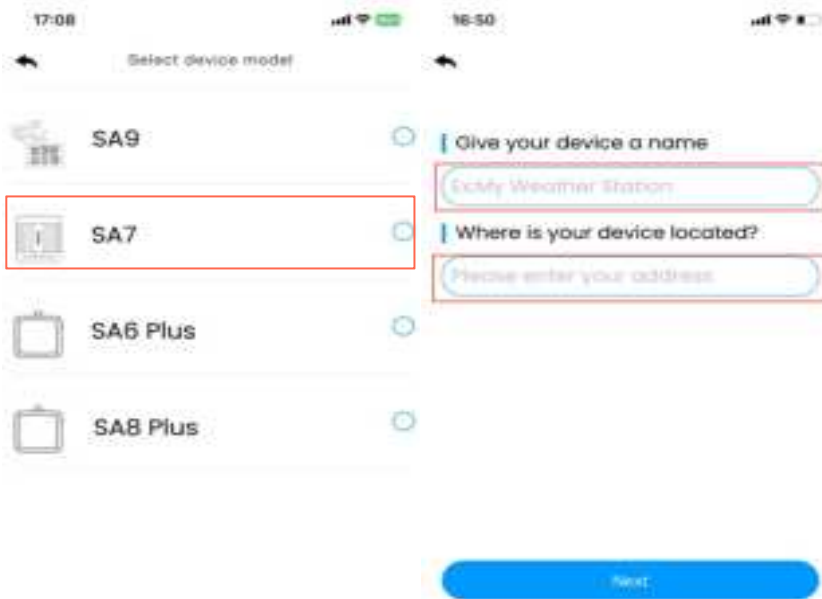 17:08
Select device model
SA9
SA7
SA6 Plus
SA8 Plus
16:50
Give your device a name
Ex:My Weather Station
Where is your device located?
Please enter your address
Next